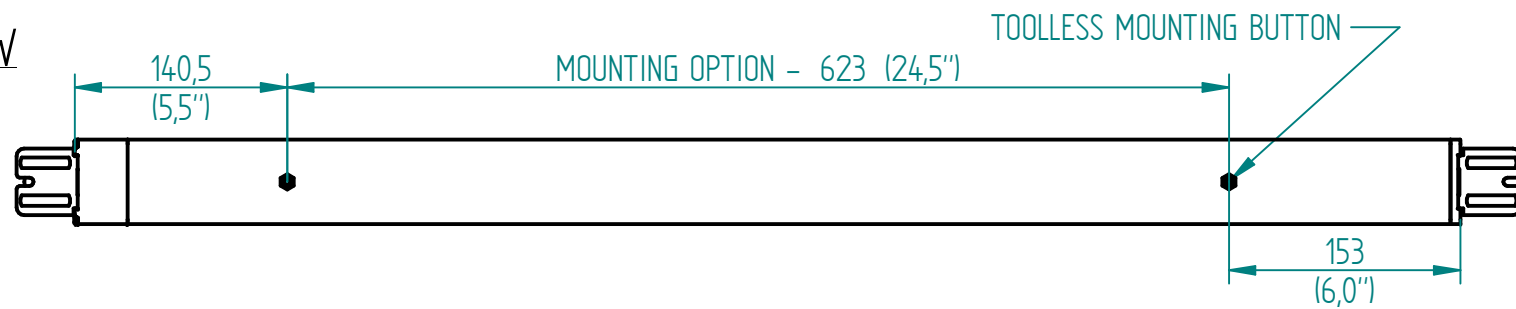 W
TOOLLESS MOUNTING BUTTON
140,5
(5,5")
MOUNTING OPTION - 623 (24,5")
153
(6,0")